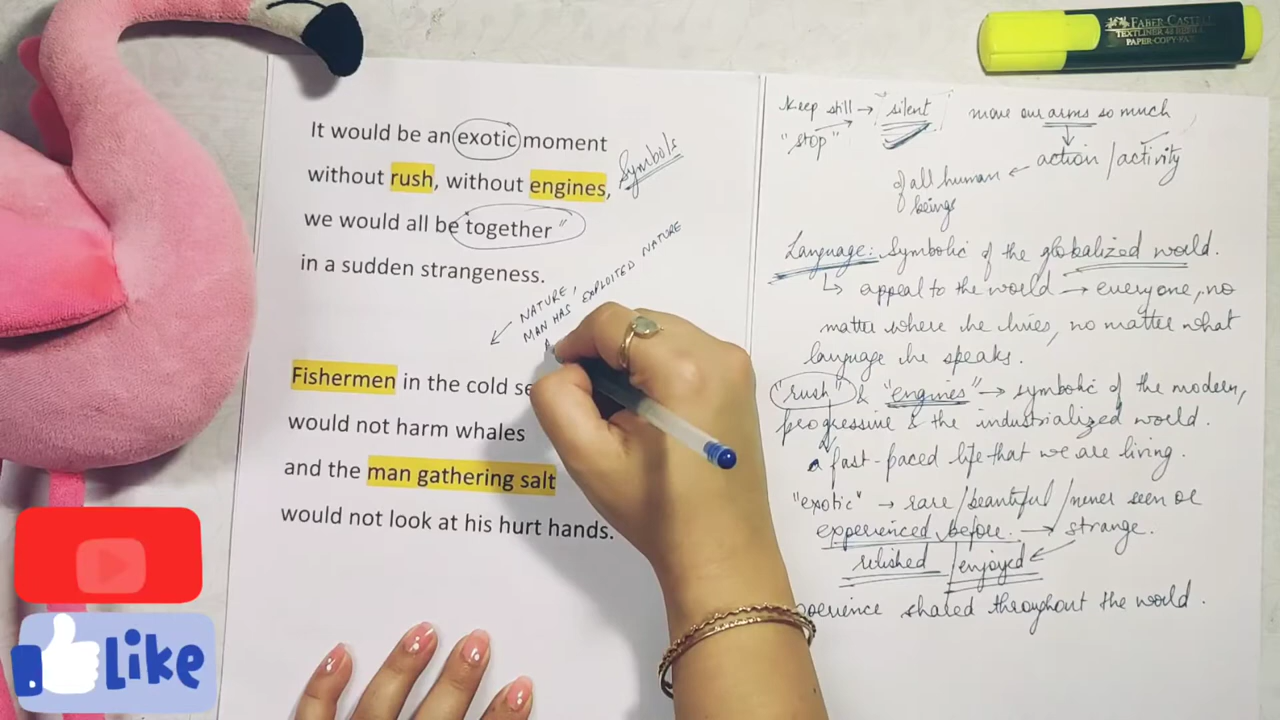 It would be an exotic moment
without rush, without engines,
we would all be together"
in a sudden strangeness.
Symbols
NATURE,
MAN HAS EXPLOITED NATURE
Fishermen in the cold
would not harm whales
and the man gathering salt
would not look at his hurt hands.
Keep still → silent move our arms so much
"stop"
action / activity
of all human
beings
Language: Symbolic of the globalized world.
appeal to the world → everyone, no
matter where he lives, no matter what
language he speaks.
"rush" & "engines" → symbolic of the modern,
progressive & the industrialized world.
a fast-paced life that we are living.
"exotic" → rare / beautiful / never seen or
experienced before. → strange.
relished / enjoyed
shared throughout the world.
FABER-CASTELL
TEXTLINER 48 REFILL
PAPER-COPY-FAX
Like